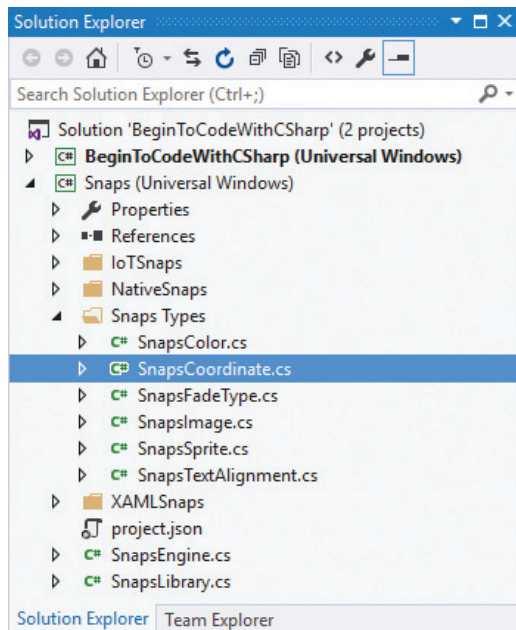 Solution Explorer
Search Solution Explorer (Ctrl+;)
Solution 'BeginToCodeWithCSharp' (2 projects)
C# BeginToCodeWithCSharp (Universal Windows)
C# Snaps (Universal Windows)
Properties
References
IoTSnaps
NativeSnaps
Snaps Types
C# SnapsColor.cs
C# SnapsCoordinate.cs
C# SnapsFadeType.cs
C# SnapsImage.cs
C# SnapsSprite.cs
C# SnapsTextAlignment.cs
XAMLSnaps
project.json
C# SnapsEngine.cs
C# SnapsLibrary.cs
Solution Explorer Team Explorer